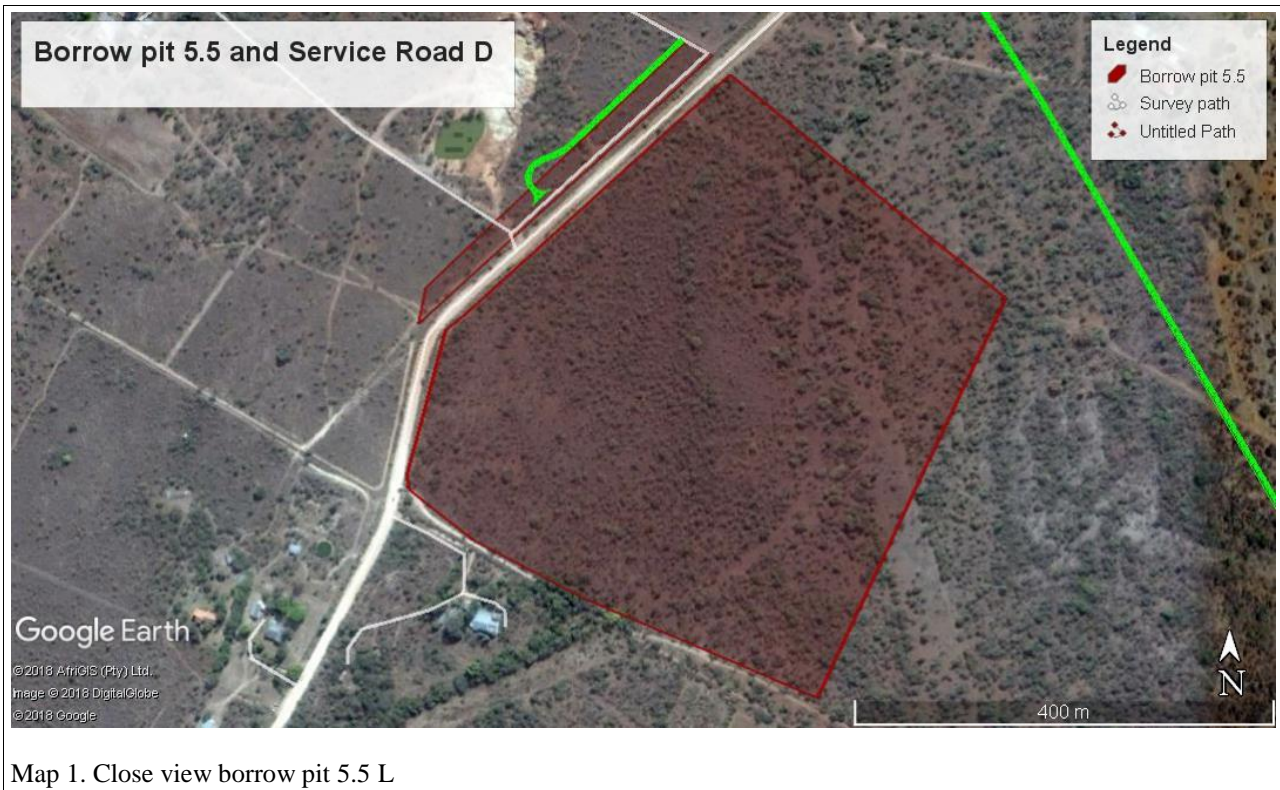 Borrow pit 5.5 and Service Road D
Legend
Borrow pit 5.5
Survey path
Untitled Path
Google Earth
©2018 AfriGIS (Pty) Ltd.
Image © 2018 DigitalGlobe
©2018 Google
N
400 m
Map 1. Close view borrow pit 5.5 L